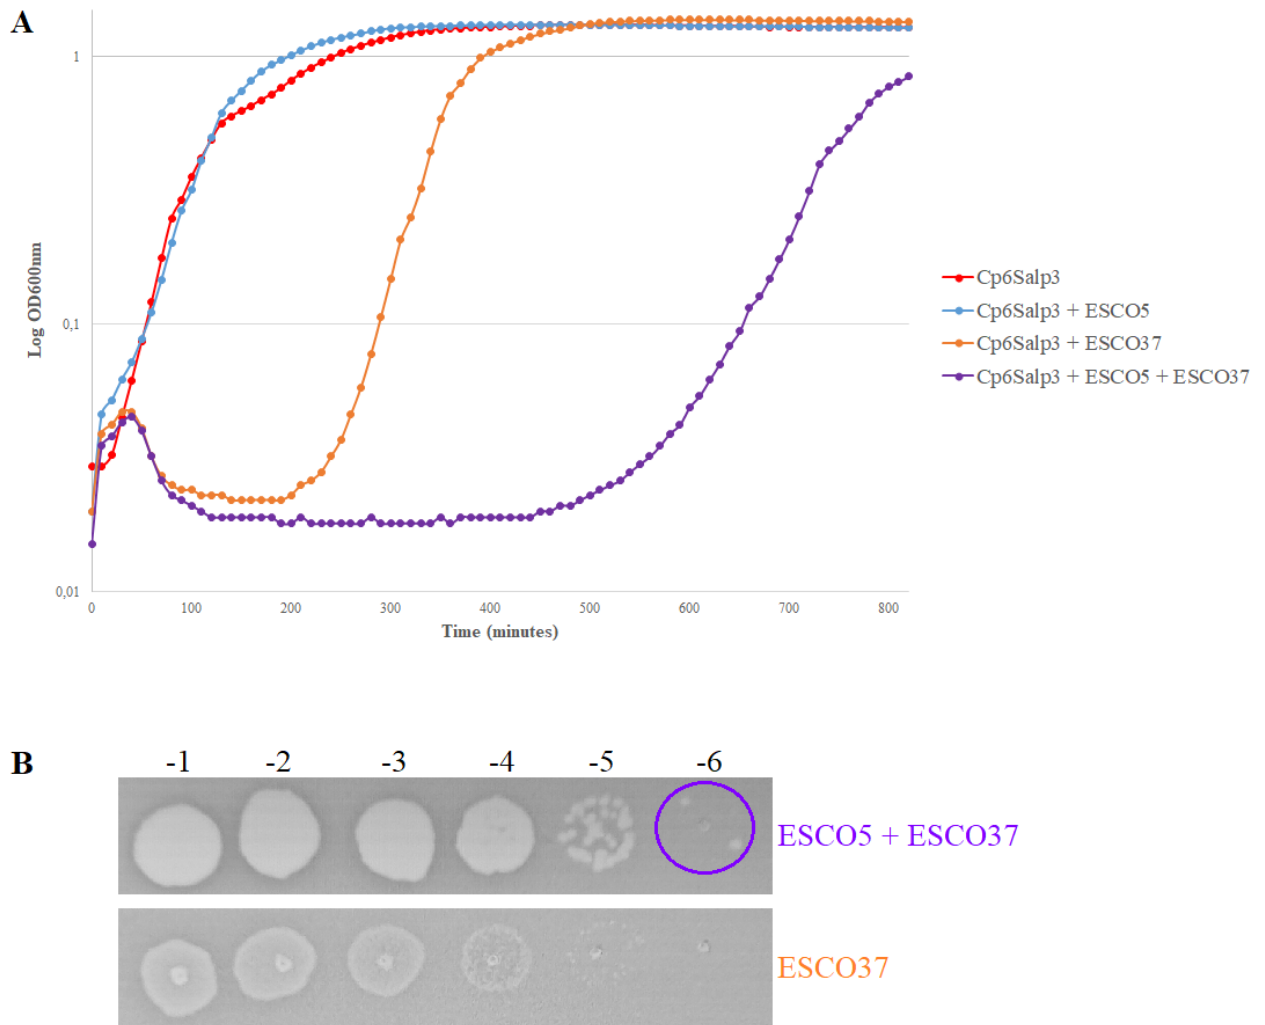 A
1
0,1
0,01
Log OD600nm
0 100 200 300 400 500 600 700 800
Time (minutes)
Cp6Salp3
Cp6Salp3 + ESCO5
Cp6Salp3 + ESCO37
Cp6Salp3 + ESCO5 + ESCO37
B
-1 -2 -3 -4 -5 -6
ESCO5 + ESCO37
ESCO37